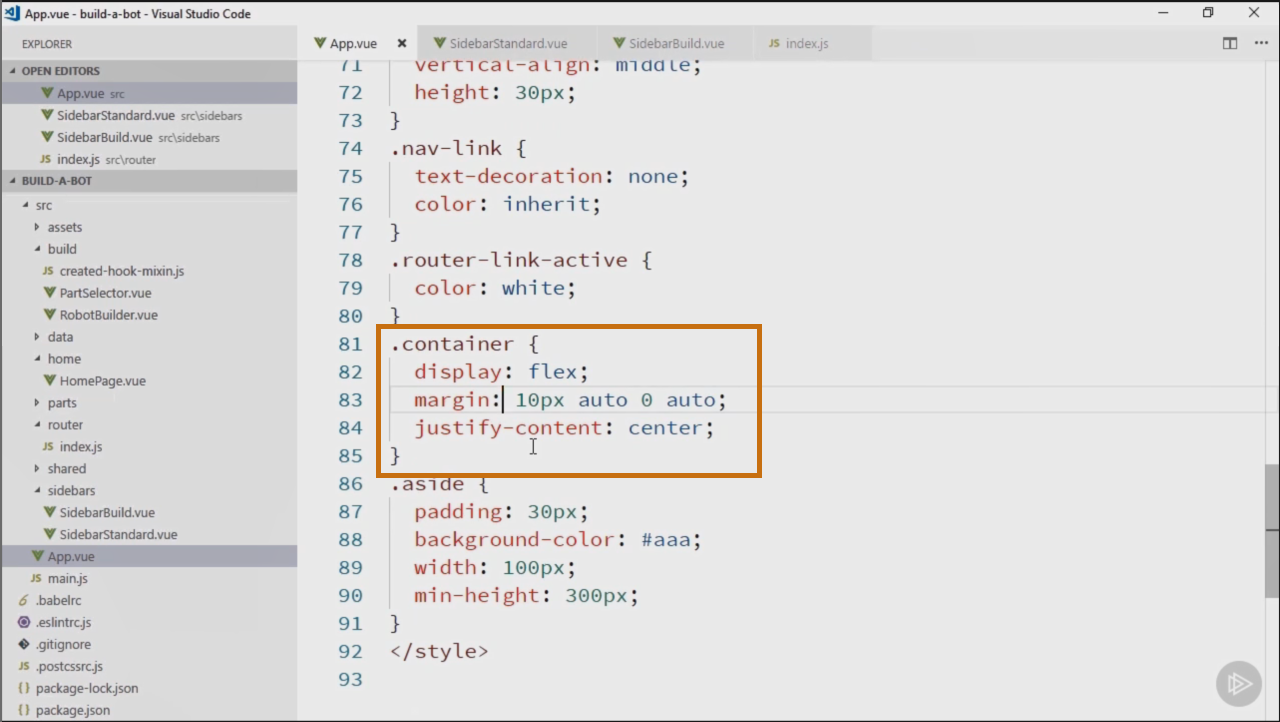 App.vue - build-a-bot - Visual Studio Code
EXPLORER
OPEN EDITORS
App.vue src
SidebarStandard.vue src\sidebars
SidebarBuild.vue src\sidebars
JS index.js src\router
BUILD-A-BOT
src
assets
build
JS created-hook-mixin.js
PartSelector.vue
RobotBuilder.vue
data
home
HomePage.vue
parts
router
JS index.js
shared
sidebars
SidebarBuild.vue
SidebarStandard.vue
App.vue
JS main.js
.babelrc
.eslintrc.js
.gitignore
JS .postcssrc.js
{} package-lock.json
{} package.json
App.vue SidebarStandard.vue SidebarBuild.vue JS index.js
71 vertical-align: middle;
72 height: 30px;
73 }
74 .nav-link {
75 text-decoration: none;
76 color: inherit;
77 }
78 .router-link-active {
79 color: white;
80 }
81 .container {
82 display: flex;
83 margin: 10px auto 0 auto;
84 justify-content: center;
85 }
86 .aside {
87 padding: 30px;
88 background-color: #aaa;
89 width: 100px;
90 min-height: 300px;
91 }
92 </style>
93